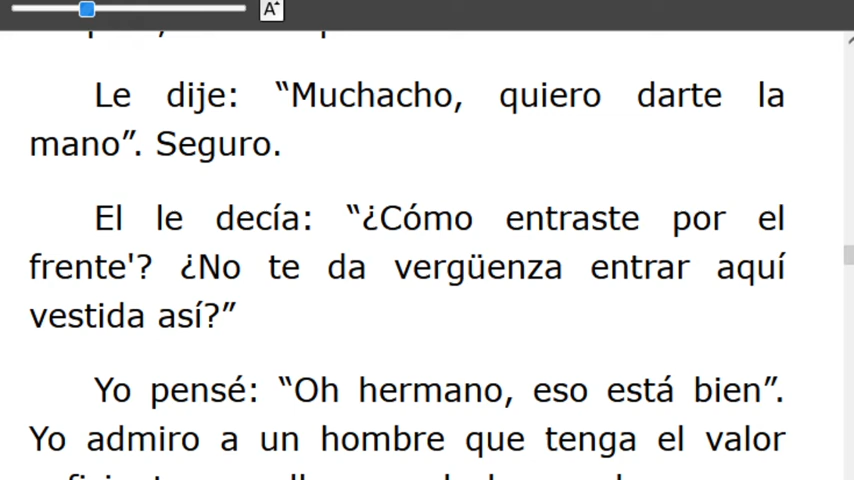 A
Le dije: “Muchacho, quiero darte la
mano”. Seguro.
El le decía: “¿Cómo entraste por el
frente'? ¿No te da vergüenza entrar aquí
vestida así?”
Yo pensé: “Oh hermano, eso está bien”.
Yo admiro a un hombre que tenga el valor